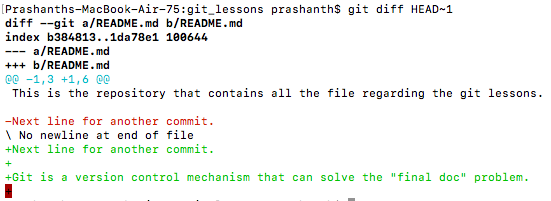 [Prashanths-MacBook-Air-75:git_lessons prashanth$ git diff HEAD~1
diff --git a/README.md b/README.md
index b384813..1da78e1 100644
--- a/README.md
+++ b/README.md
@@ -1,3 +1,6 @@
 This is the repository that contains all the file regarding the git lessons.

-Next line for another commit.
\ No newline at end of file
+Next line for another commit.
+
+Git is a version control mechanism that can solve the "final doc" problem.
+